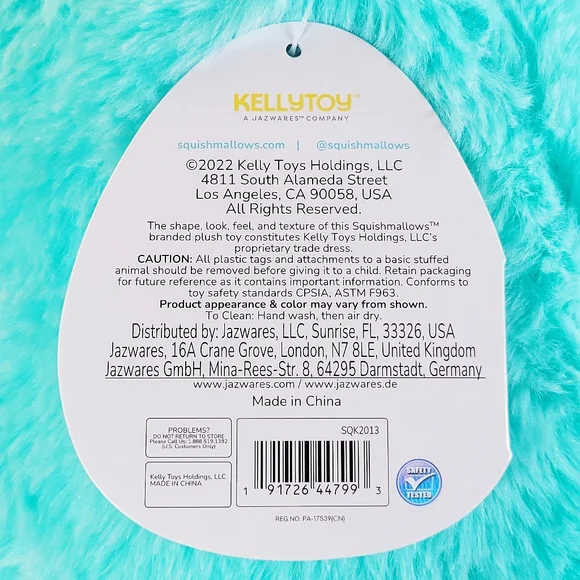 KELLYTOY™
A JAZWARES™ COMPANY
squishmallows.com | @squishmallows
©2022 Kelly Toys Holdings, LLC
4811 South Alameda Street
Los Angeles, CA 90058, USA
All Rights Reserved.
The shape, look, feel, and texture of this Squishmallows™
branded plush toy constitutes Kelly Toys Holdings, LLC's
proprietary trade dress.
CAUTION: All plastic tags and attachments to a basic stuffed
animal should be removed before giving it to a child. Retain packaging
for future reference as it contains important information. Conforms to
toy safety standards CPSIA, ASTM F963.
Product appearance & color may vary from shown.
To Clean: Hand wash, then air dry.
Distributed by: Jazwares, LLC, Sunrise, FL, 33326, USA
Jazwares, 16A Crane Grove, London, N7 8LE, United Kingdom
Jazwares GmbH, Mina-Rees-Str. 8, 64295 Darmstadt, Germany
www.jazwares.com / www.jazwares.de
Made in China
PROBLEMS?
DO NOT RETURN TO STORE
Please Call Us: 1.888.519.1392
(U.S. Customers Only)
Kelly Toys Holdings, LLC
MADE IN CHINA
SQK2013
1 91726 44799 3
SAFETY
TESTED
REG NO. PA-17539(CN)